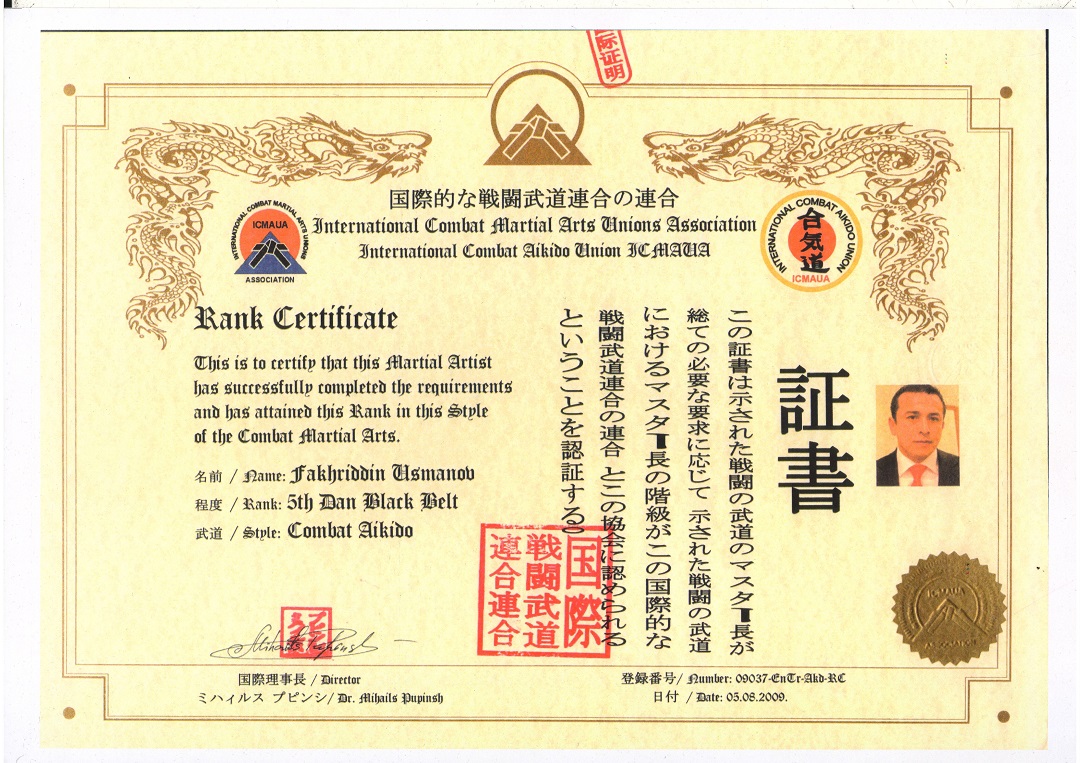 际证明
国際的な戦闘武道連合の連合
International Combat Martial Arts Unions Association
International Combat Aikido Union ICMAUA
INTERNATIONAL COMBAT MARTIAL ARTS UNIONS
ICMAUA
ASSOCIATION
INTERNATIONAL COMBAT AIKIDO UNION
合気道
ICMAUA
Rank Certificate
This is to certify that this Martial Artist
has successfully completed the requirements
and has attained this Rank in this Style
of the Combat Martial Arts.
名前 / Name: Fakhriddin Usmanov
程度 / Rank: 5th Dan Black Belt
武道 / Style: Combat Aikido
証書
この証書は示された戦闘の武道のマスター長が
総ての必要な要求に応じて 示された戦闘の武道
におけるマスター長の階級がこの国際的な
戦闘武道連合の連合 とこの協会に認められる
ということを認証する。
国際
戦闘武道
連合連合
ICMAUA
国際理事長 / Director
ミハィルス プピンシ/ Dr. Mihails Pupinsh
登録番号/ Number: 09037-EnTr-Akd-RC
日付 / Date: 05.08.2009.